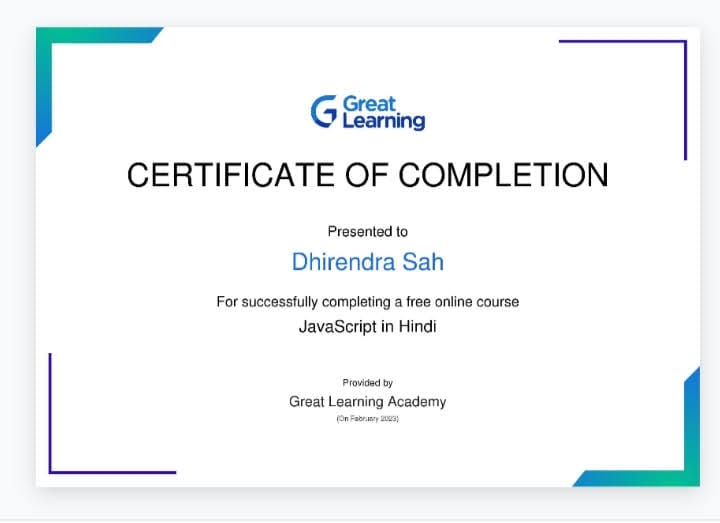 Great
Learning
CERTIFICATE OF COMPLETION
Presented to
Dhirendra Sah
For successfully completing a free online course
JavaScript in Hindi
Provided by
Great Learning Academy
(On February 2023)